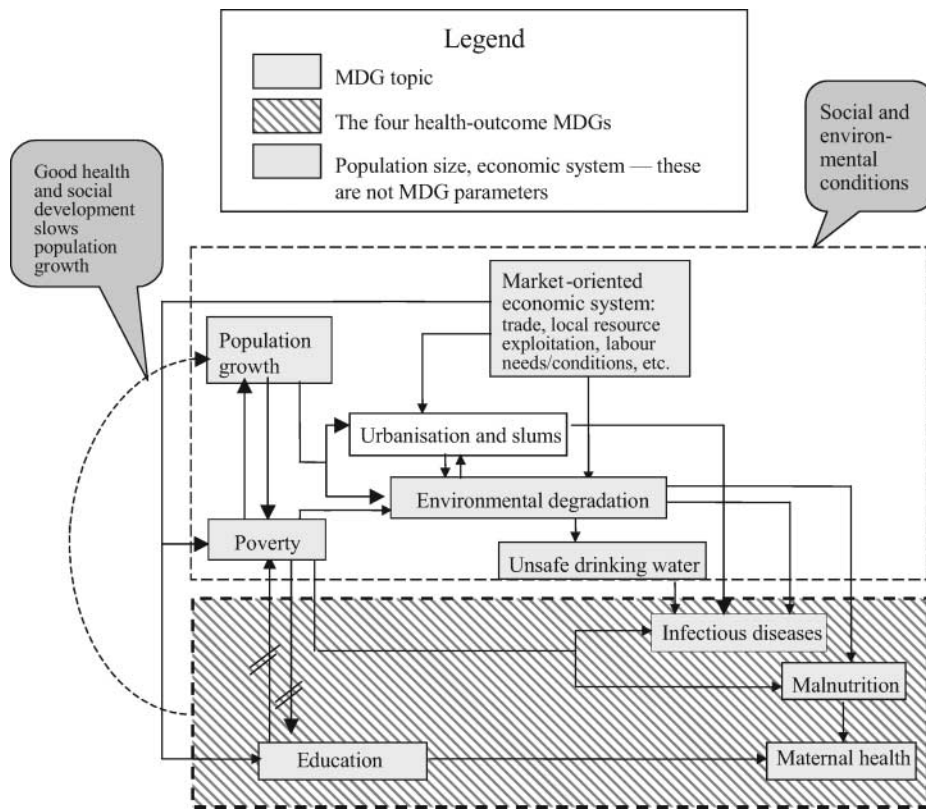 Legend
MDG topic
The four health-outcome MDGs
Population size, economic system — these
are not MDG parameters
Social and
environ-
mental
conditions
Good health
and social
development
slows
population
growth
Market-oriented
economic system:
trade, local resource
exploitation, labour
needs/conditions, etc.
Population
growth
Urbanisation and slums
Environmental degradation
Poverty
Unsafe drinking water
Infectious diseases
Malnutrition
Education
Maternal health